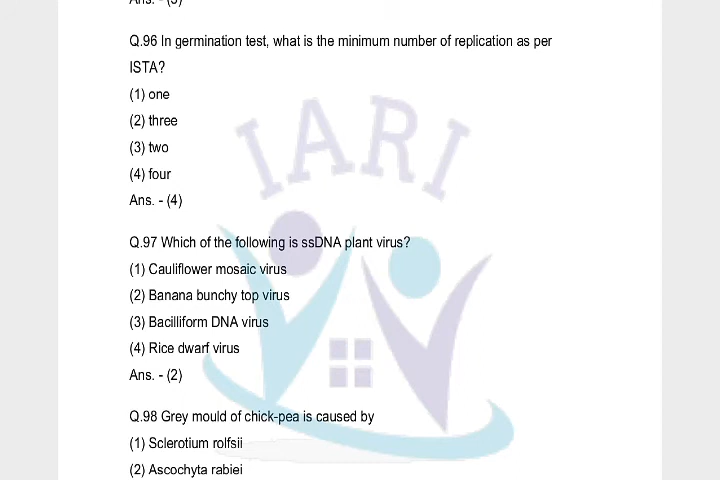 Ans. - (3)
Q.96 In germination test, what is the minimum number of replication as per
ISTA?
(1) one
(2) three
(3) two
(4) four
Ans. - (4)
IARI
Q.97 Which of the following is ssDNA plant virus?
(1) Cauliflower mosaic virus
(2) Banana bunchy top virus
(3) Bacilliform DNA virus
(4) Rice dwarf virus
Ans. - (2)
Q.98 Grey mould of chick-pea is caused by
(1) Sclerotium rolfsii
(2) Ascochyta rabiei